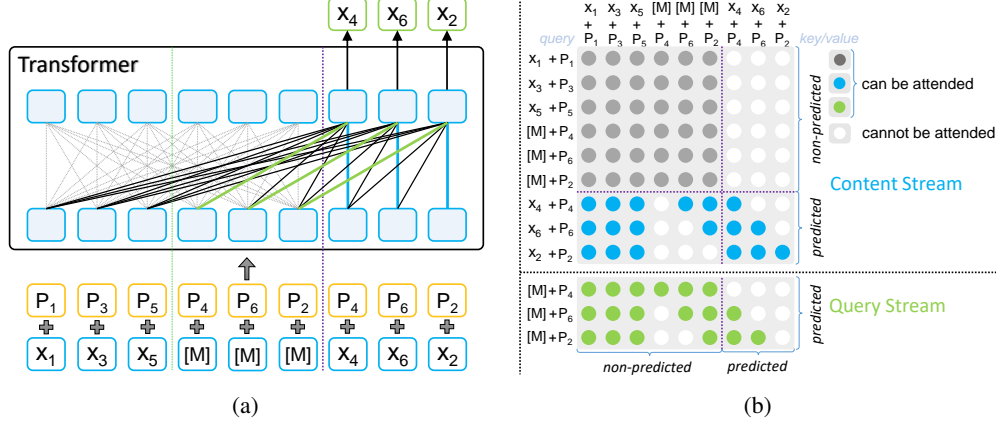 x4 x6 x2
Transformer
P1 P3 P5 P4 P6 P2 P4 P6 P2
x1 x3 x5 [M] [M] [M] x4 x6 x2
(a)
x1 x3 x5 [M] [M] [M] x4 x6 x2
+ + + + + + + + +
query P1 P3 P5 P4 P6 P2 P4 P6 P2 key/value
x1 + P1
x3 + P3
x5 + P5
[M] + P4
[M] + P6
[M] + P2
non-predicted
can be attended
cannot be attended
Content Stream
x4 + P4
x6 + P6
x2 + P2
predicted
[M] + P4
[M] + P6
[M] + P2
predicted
Query Stream
non-predicted predicted
(b)